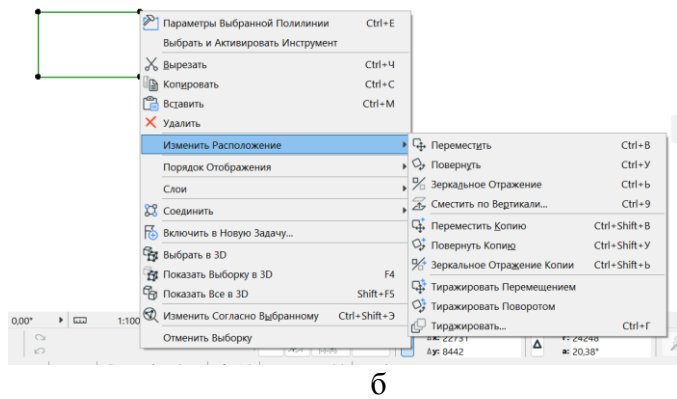 Параметры Выбранной Полилинии Ctrl+E
Выбрать и Активировать Инструмент
Вырезать Ctrl+Ч
Копировать Ctrl+C
Вставить Ctrl+M
Удалить
Изменить Расположение
Порядок Отображения
Слои
Соединить
Включить в Новую Задачу...
Выбрать в 3D
Показать Выборку в 3D F4
Показать Все в 3D Shift+F5
Изменить Согласно Выбранному Ctrl+Shift+Э
Отменить Выборку
Переместить Ctrl+В
Повернуть Ctrl+У
Зеркальное Отражение Ctrl+Ь
Сместить по Вертикали... Ctrl+9
Переместить Копию Ctrl+Shift+В
Повернуть Копию Ctrl+Shift+У
Зеркальное Отражение Копии Ctrl+Shift+Ь
Тиражировать Перемещением
Тиражировать Поворотом
Тиражировать... Ctrl+Г
0,00° 1:100
Δy: 8442 a: 20,38°
б